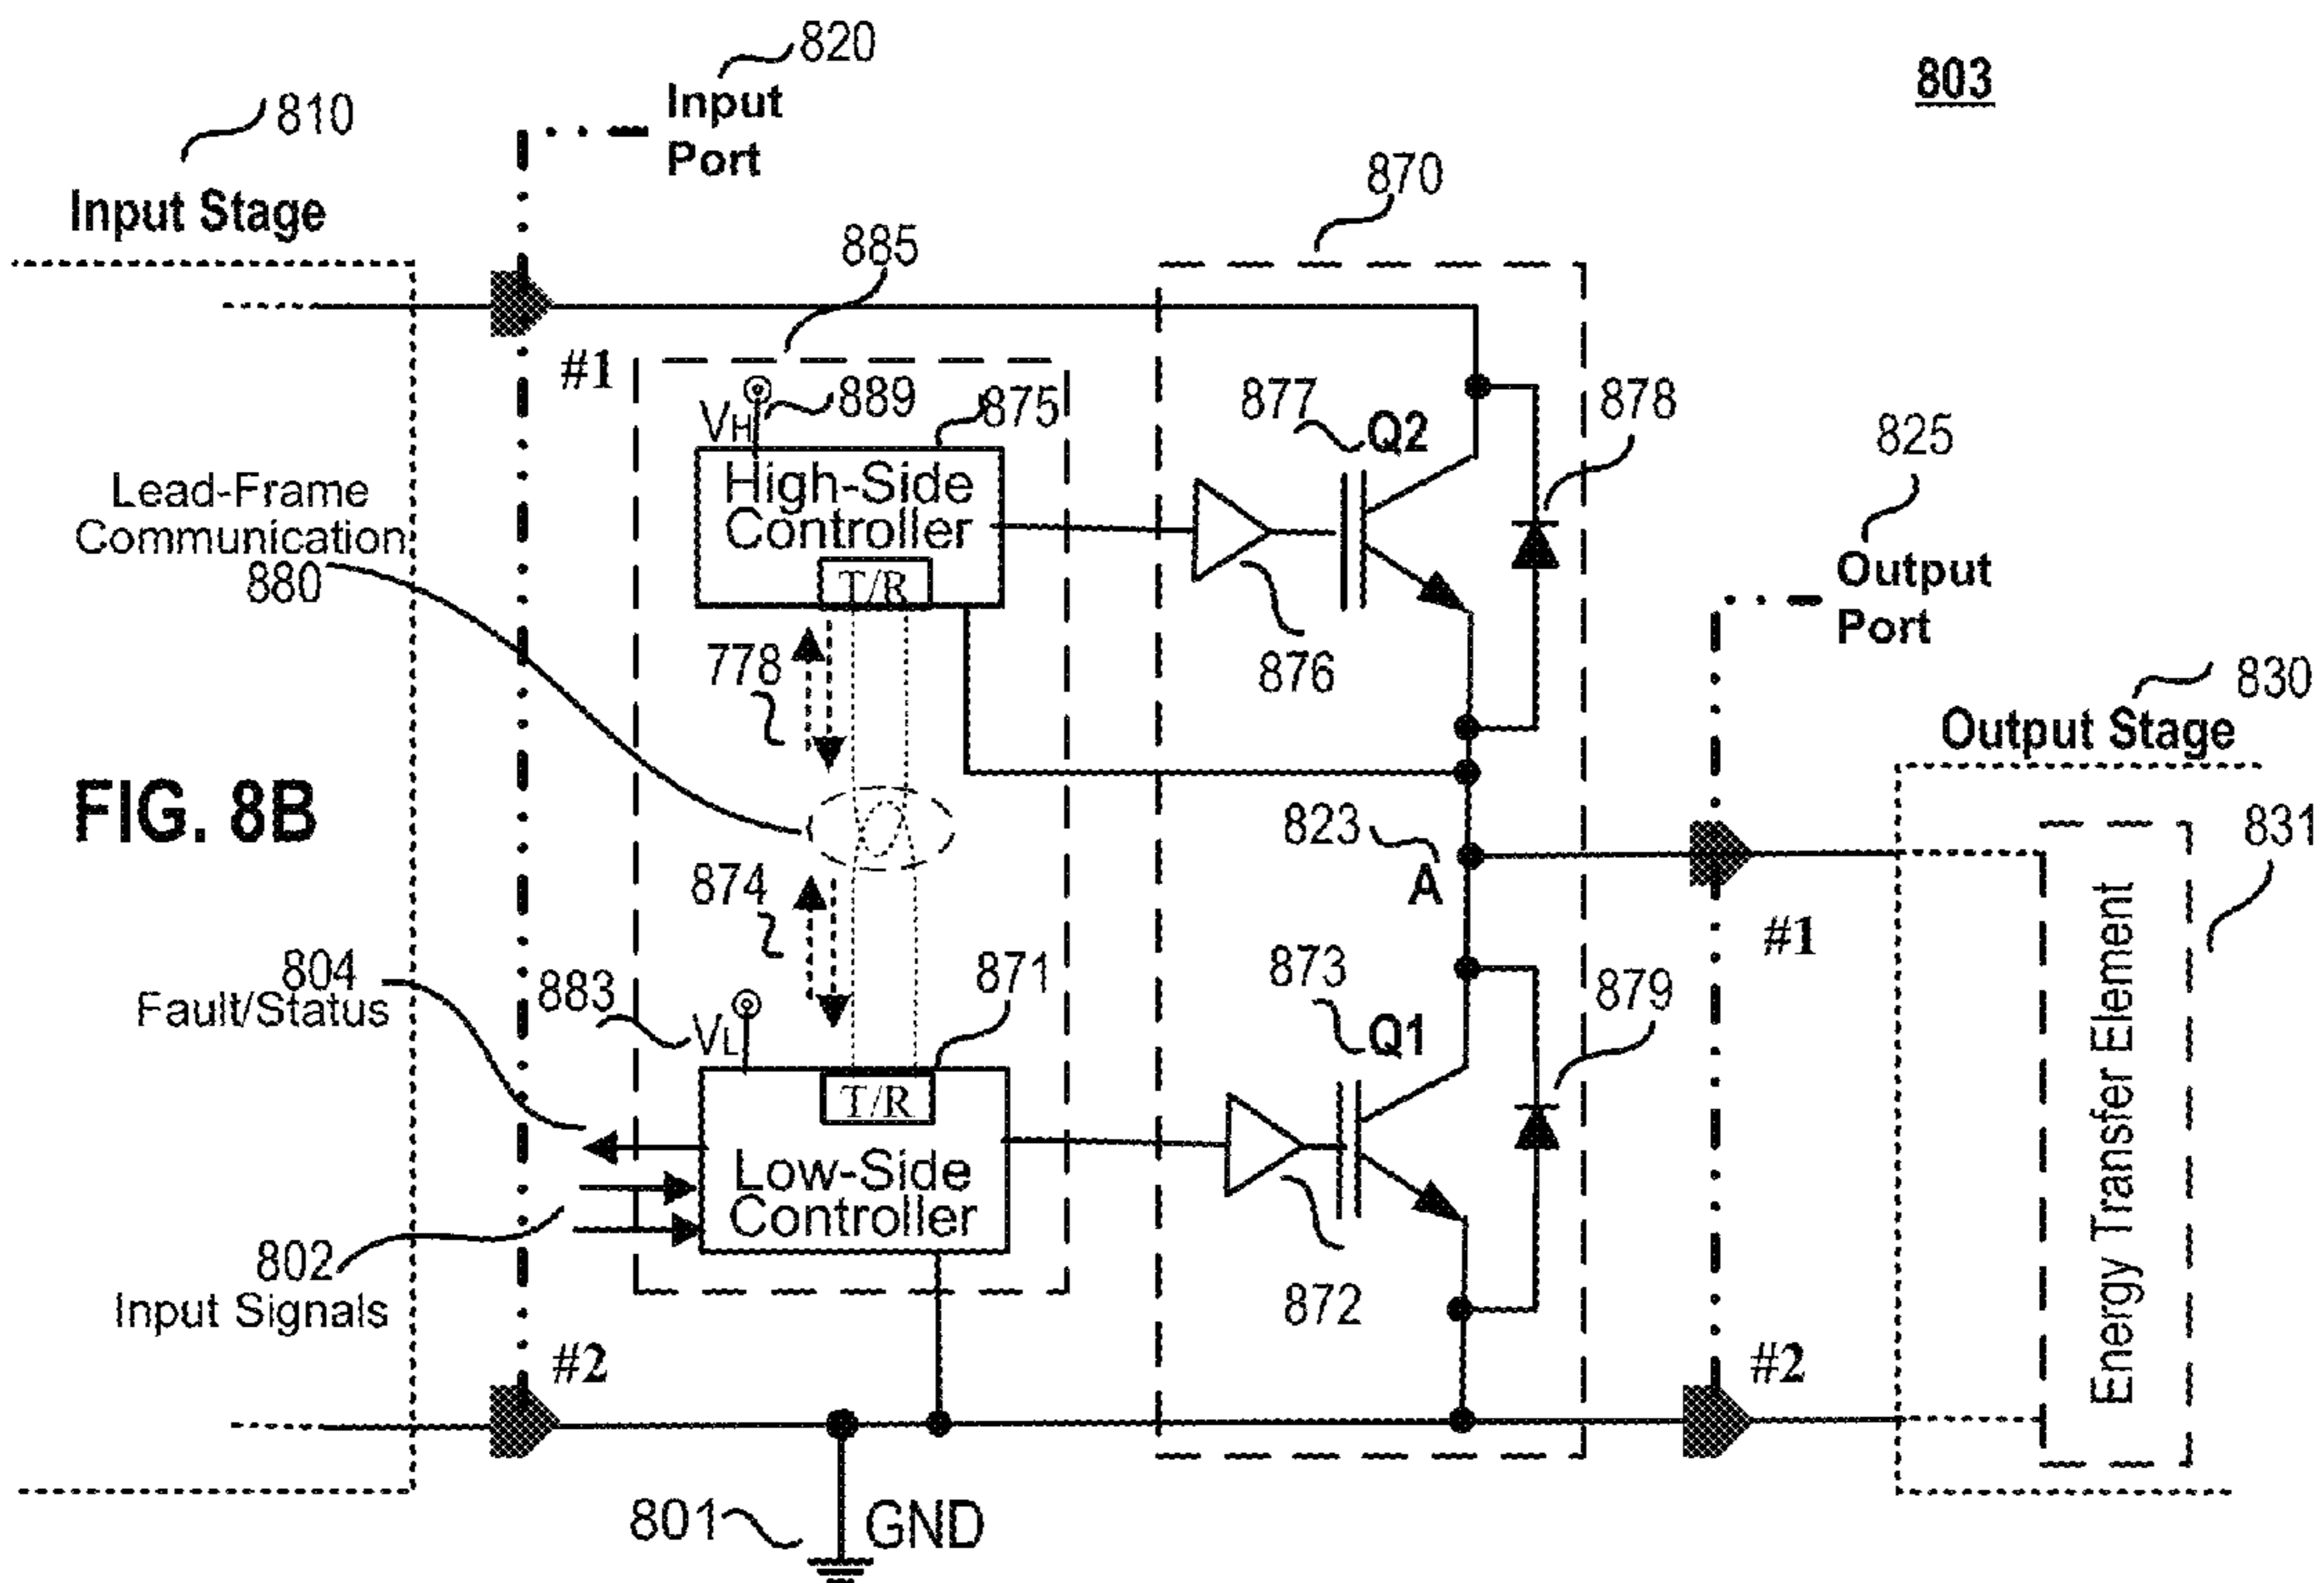 820
803
Input
Port
810
Input Stage
870
885
#1
889
VH
875
877
Q2
878
825
High-Side
Controller
T/R
Lead-Frame
Communication
880
Output
Port
778
876
830
Output Stage
FIG. 8B
823
A
831
874
#1
Energy Transfer Element
804
Fault/Status
883
VL
871
873
Q1
879
T/R
Low-Side
Controller
802
Input Signals
872
#2
#2
801
GND